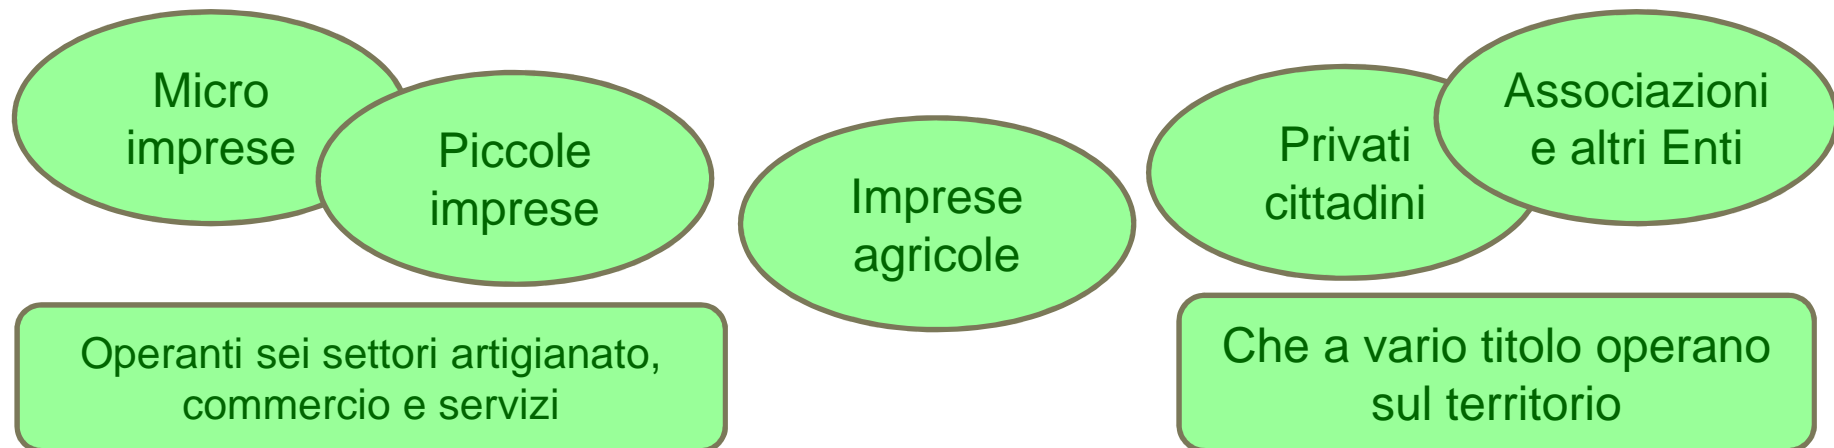 Micro
imprese
Piccole
imprese
Imprese
agricole
Privati
cittadini
Associazioni
e altri Enti
Operanti sei settori artigianato,
commercio e servizi
Che a vario titolo operano
sul territorio